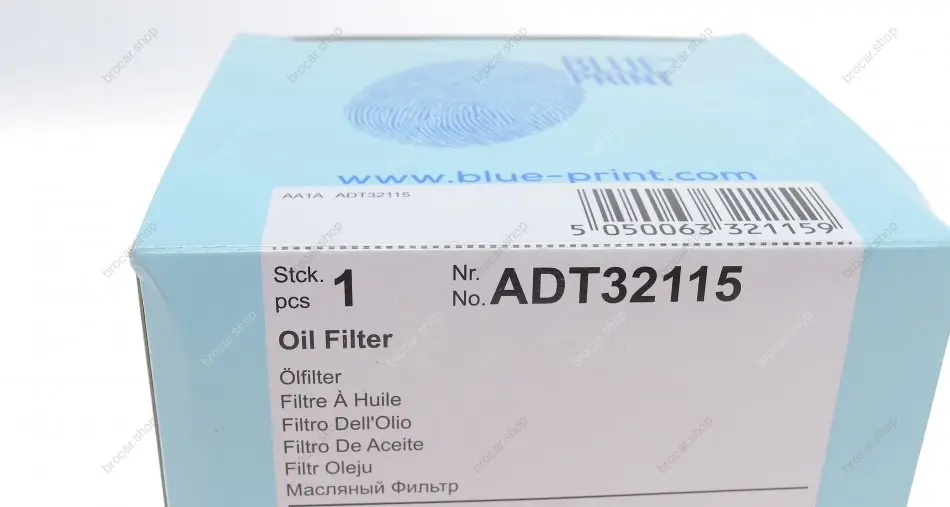 BLUE
PRINT
www.blue-print.com
AA1A ADT32115
5 050063 321159
Stck. 1 Nr. ADT32115
pcs No.
Oil Filter
Ölfilter
Filtre À Huile
Filtro Dell'Olio
Filtro De Aceite
Filtr Oleju
Масляный Фильтр
brocar.shop